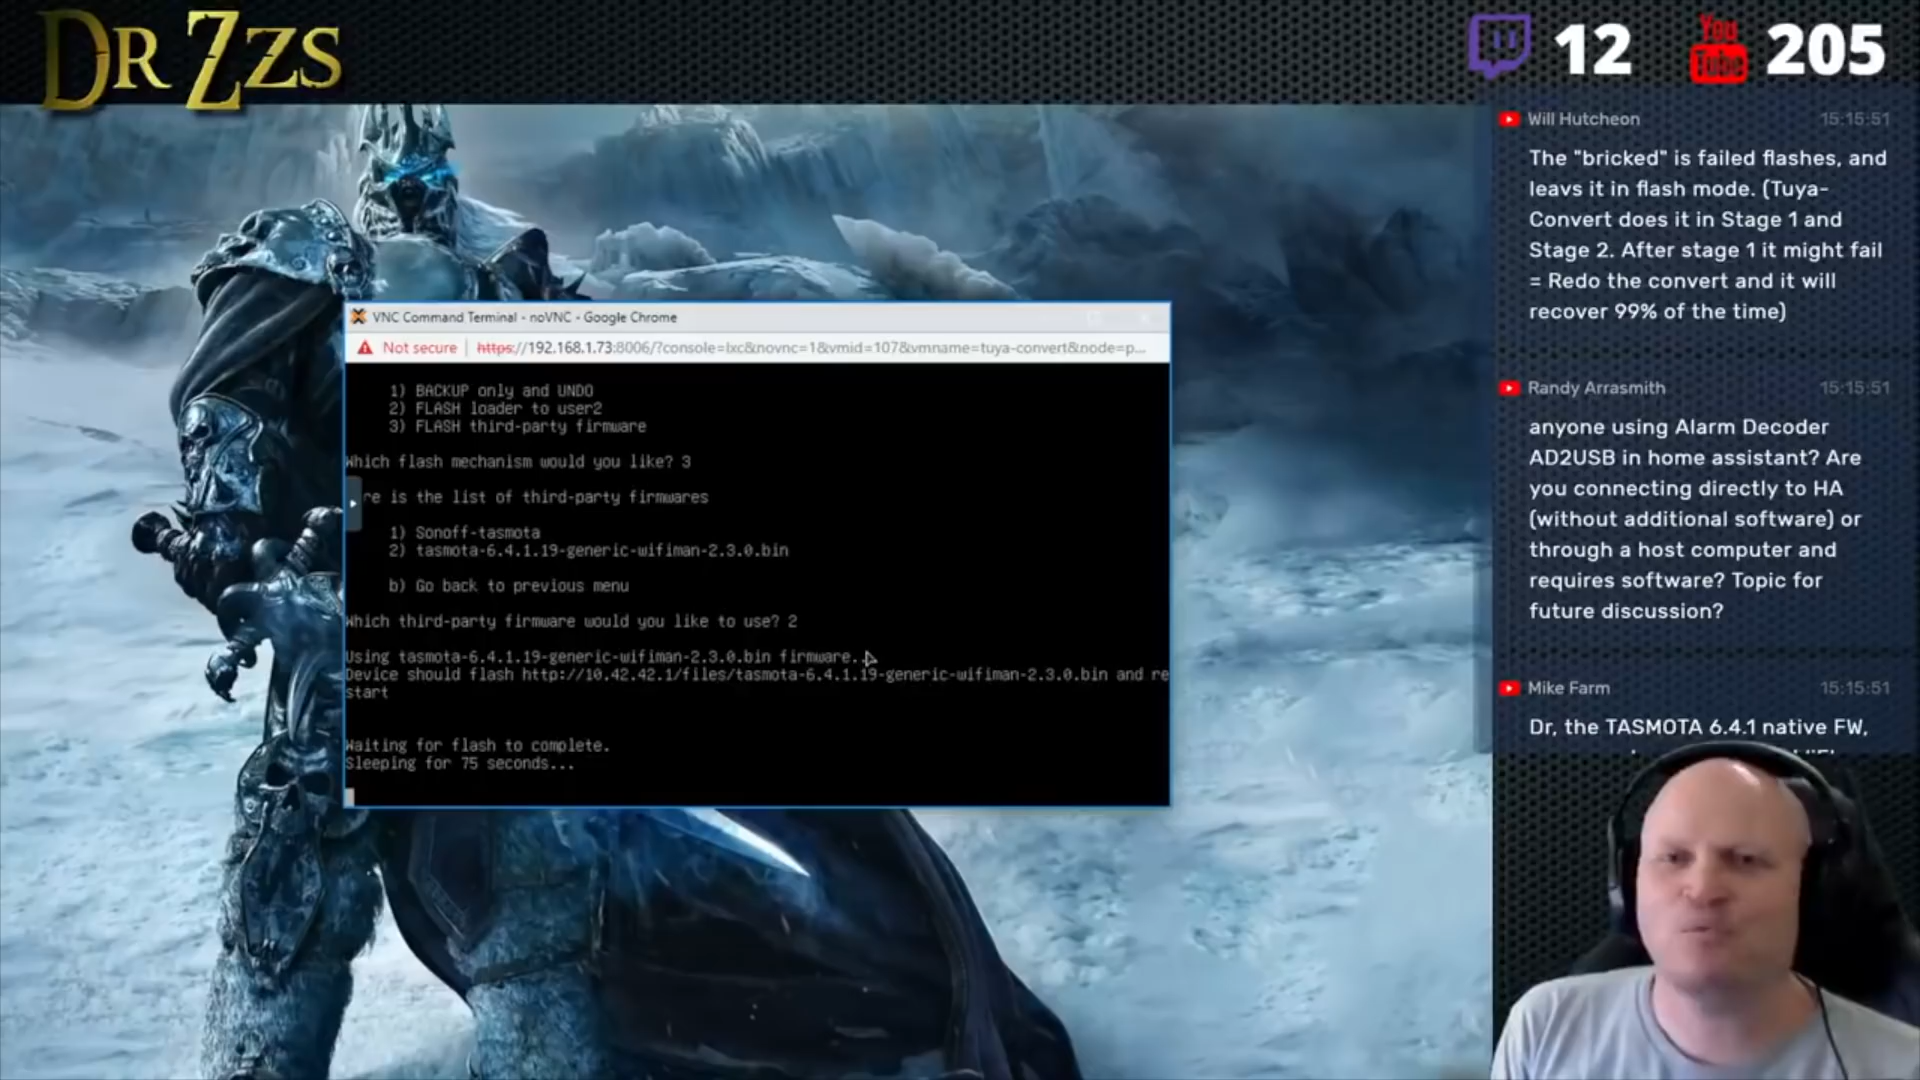 DR ZZS
12
You
Tube
205
VNC Command Terminal - noVNC - Google Chrome
Not secure | https://192.168.1.73:8006/?console=lxc&novnc=1&vmid=107&vmname=tuya-convert&node=p...
1) BACKUP only and UNDO
2) FLASH loader to user2
3) FLASH third-party firmware
Which flash mechanism would you like? 3
re is the list of third-party firmwares
1) Sonoff-tasmota
2) tasmota-6.4.1.19-generic-wifiman-2.3.0.bin
b) Go back to previous menu
Which third-party firmware would you like to use? 2
Using tasmota-6.4.1.19-generic-wifiman-2.3.0.bin firmware..
Device should flash http://10.42.42.1/files/tasmota-6.4.1.19-generic-wifiman-2.3.0.bin and re
start
Waiting for flash to complete.
Sleeping for 75 seconds...
Will Hutcheon 15:15:51
The "bricked" is failed flashes, and
leavs it in flash mode. (Tuya-
Convert does it in Stage 1 and
Stage 2. After stage 1 it might fail
= Redo the convert and it will
recover 99% of the time)
Randy Arrasmith 15:15:51
anyone using Alarm Decoder
AD2USB in home assistant? Are
you connecting directly to HA
(without additional software) or
through a host computer and
requires software? Topic for
future discussion?
Mike Farm 15:15:51
Dr, the TASMOTA 6.4.1 native FW,